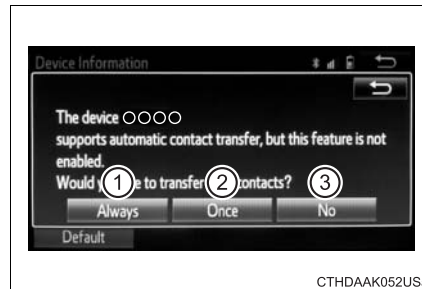 Device Information
The device ○○○○
supports automatic contact transfer, but this feature is not
enabled.
Would to transfer contacts?
1 2 3
Always Once No
Default
CTHDAAK052US